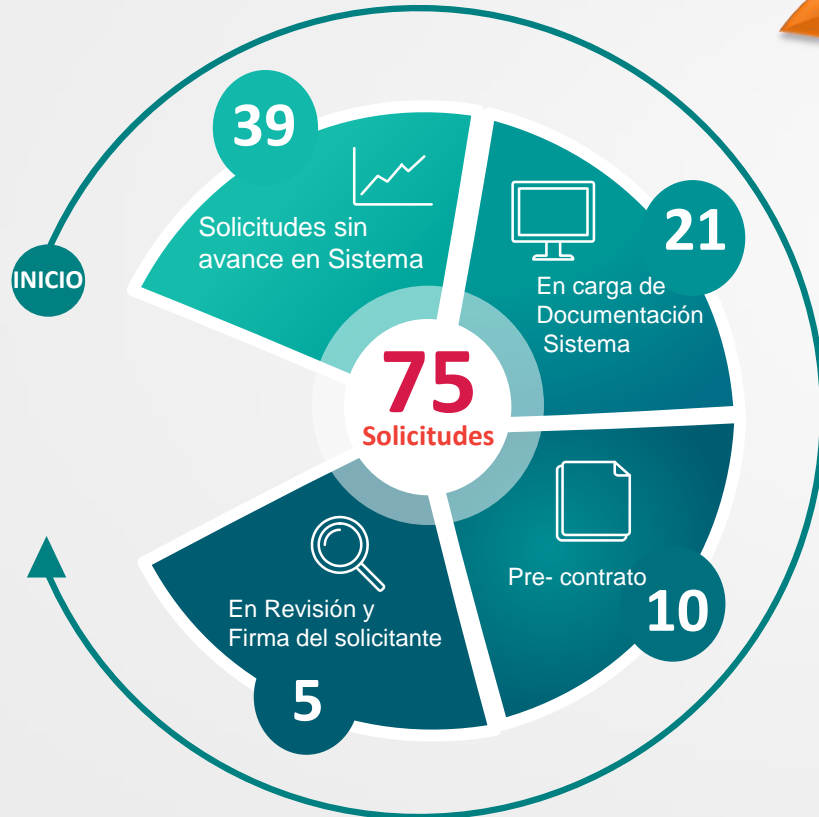 INICIO
39
Solicitudes sin
avance en Sistema
21
En carga de
Documentación
Sistema
75
Solicitudes
Pre- contrato
10
En Revisión y
Firma del solicitante
5